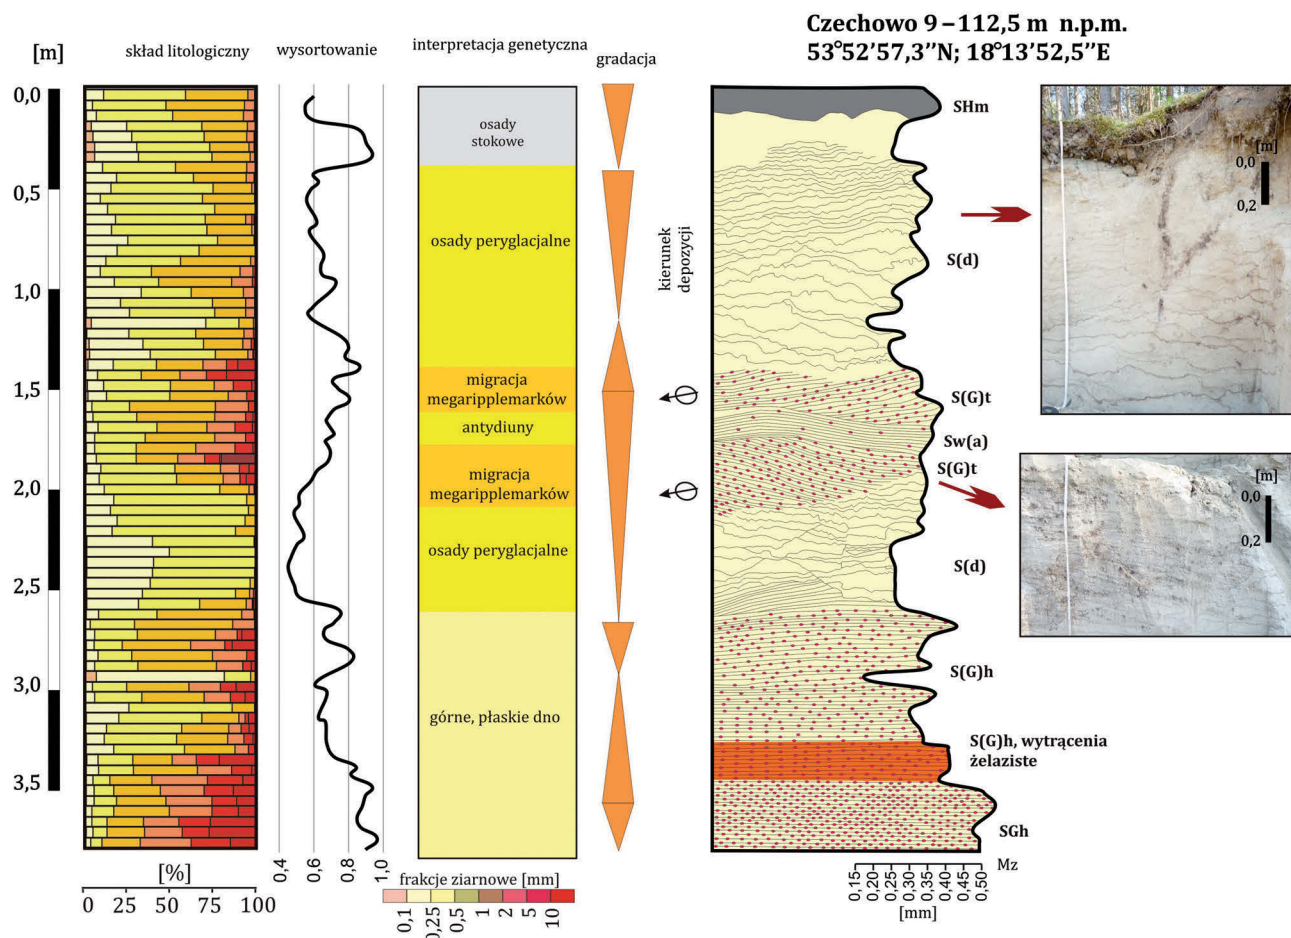 Czechowo 9 – 112,5 m n.p.m.
53°52’57,3’’N; 18°13’52,5’’E
[m]
skład litologiczny
wysortowanie
interpretacja genetyczna
gradacja
0,0
0,5
1,0
1,5
2,0
2,5
3,0
3,5
osady
stokowe
osady peryglacjalne
migracja
megaripplemarków
antydiuny
migracja
megaripplemarków
osady peryglacjalne
górne, płaskie dno
kierunek
depozycji
SHm
S(d)
S(G)t
Sw(a)
S(G)t
S(d)
S(G)h
S(G)h, wytrącenia
żelaziste
SGh
[m]
0,0
0,2
[m]
0,0
0,2
[%]
0 25 75 100
0,4 0,6 0,8 1,0
frakcje ziarnowe [mm]
0,1 0,25 0,5 1 2 5 10
Mz
0,15 0,20 0,30 0,35 0,40 0,45 0,50
[mm]